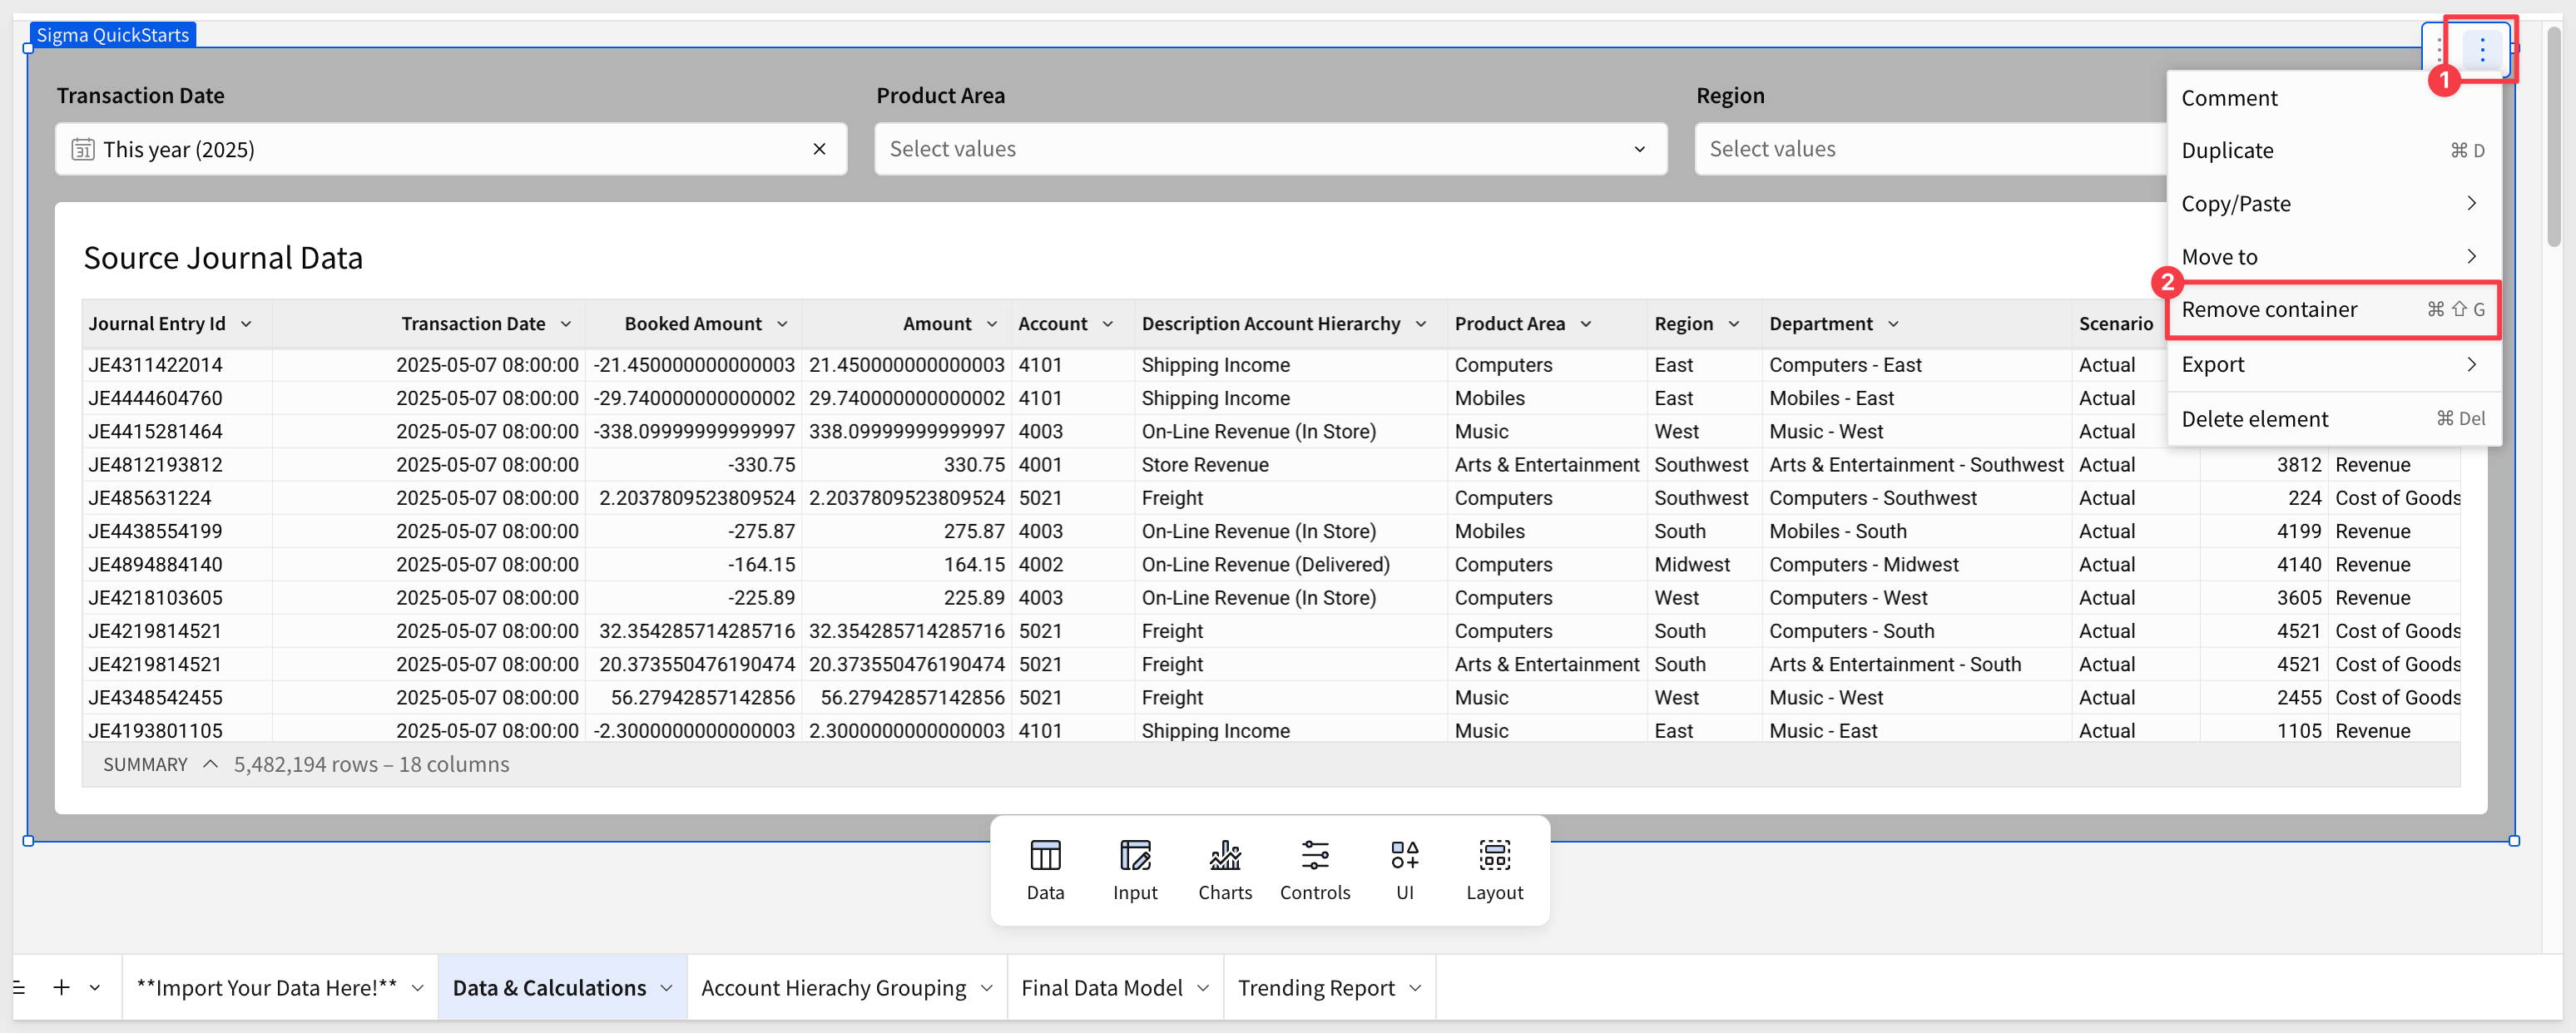 Sigma QuickStarts
1
Transaction Date Product Area Region
31 This year (2025) Select values Select values
Comment
Duplicate ⌘ D
Copy/Paste
Move to
2
Remove container ⌘ ⇧ G
Export
Delete element ⌘ Del
Source Journal Data
Journal Entry Id Transaction Date Booked Amount Amount Account Description Account Hierarchy Product Area Region Department Scenario
JE4311422014 2025-05-07 08:00:00 -21.450000000000003 21.450000000000003 4101 Shipping Income Computers East Computers - East Actual
JE4444604760 2025-05-07 08:00:00 -29.740000000000002 29.740000000000002 4101 Shipping Income Mobiles East Mobiles - East Actual
JE4415281464 2025-05-07 08:00:00 -338.09999999999997 338.09999999999997 4003 On-Line Revenue (In Store) Music West Music - West Actual
JE4812193812 2025-05-07 08:00:00 -330.75 330.75 4001 Store Revenue Arts & Entertainment Southwest Arts & Entertainment - Southwest Actual 3812 Revenue
JE485631224 2025-05-07 08:00:00 2.2037809523809524 2.2037809523809524 5021 Freight Computers Southwest Computers - Southwest Actual 224 Cost of Goods
JE4438554199 2025-05-07 08:00:00 -275.87 275.87 4003 On-Line Revenue (In Store) Mobiles South Mobiles - South Actual 4199 Revenue
JE4894884140 2025-05-07 08:00:00 -164.15 164.15 4002 On-Line Revenue (Delivered) Computers Midwest Computers - Midwest Actual 4140 Revenue
JE4218103605 2025-05-07 08:00:00 -225.89 225.89 4003 On-Line Revenue (In Store) Computers West Computers - West Actual 3605 Revenue
JE4219814521 2025-05-07 08:00:00 32.354285714285716 32.354285714285716 5021 Freight Computers South Computers - South Actual 4521 Cost of Goods
JE4219814521 2025-05-07 08:00:00 20.373550476190474 20.373550476190474 5021 Freight Arts & Entertainment South Arts & Entertainment - South Actual 4521 Cost of Goods
JE4348542455 2025-05-07 08:00:00 56.27942857142856 56.27942857142856 5021 Freight Music West Music - West Actual 2455 Cost of Goods
JE4193801105 2025-05-07 08:00:00 -2.3000000000000003 2.3000000000000003 4101 Shipping Income Music East Music - East Actual 1105 Revenue
SUMMARY 5,482,194 rows – 18 columns
Data Input Charts Controls UI Layout
**Import Your Data Here!** Data & Calculations Account Hierachy Grouping Final Data Model Trending Report